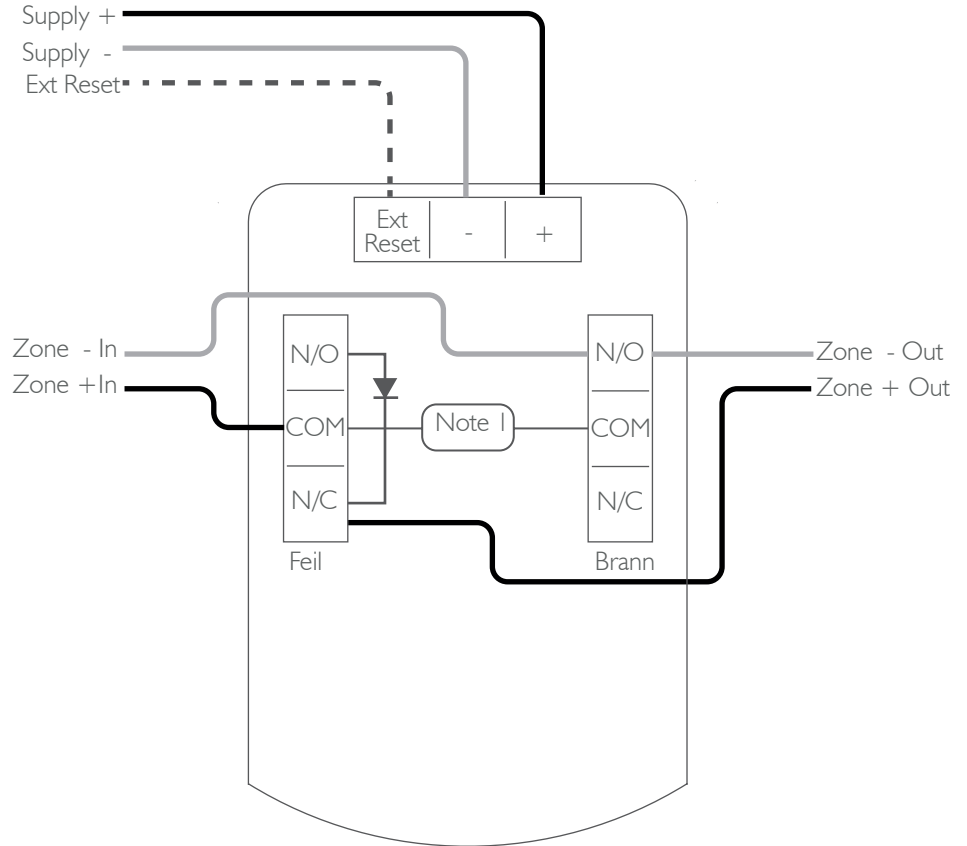 Supply +
Supply -
Ext Reset
Ext
Reset
-
+
Zone - In
Zone +In
N/O
COM
N/C
Feil
Note 1
N/O
COM
N/C
Brann
Zone - Out
Zone + Out